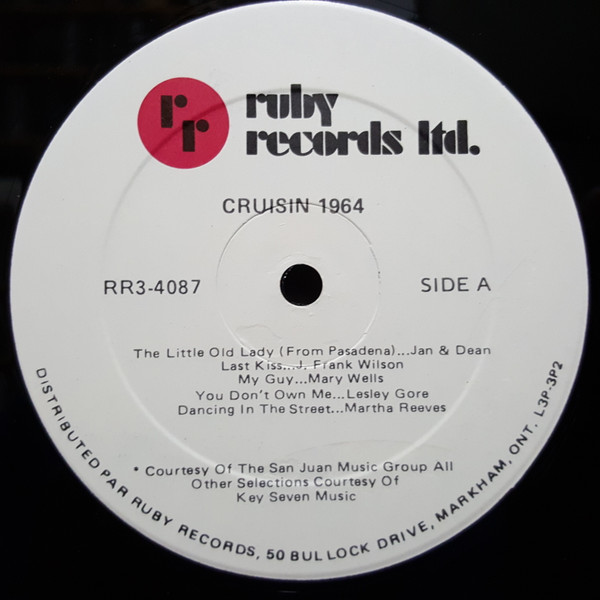 rr
ruby
records ltd.
CRUISIN 1964
RR3-4087
SIDE A
The Little Old Lady (From Pasadena)...Jan & Dean
Last Kiss...J. Frank Wilson
My Guy...Mary Wells
You Don't Own Me...Lesley Gore
Dancing In The Street...Martha Reeves
* Courtesy Of The San Juan Music Group All
Other Selections Courtesy Of
Key Seven Music
DISTRIBUTED PAR RUBY RECORDS, 50 BULLOCK DRIVE, MARKHAM, ONT. L3P-3P2